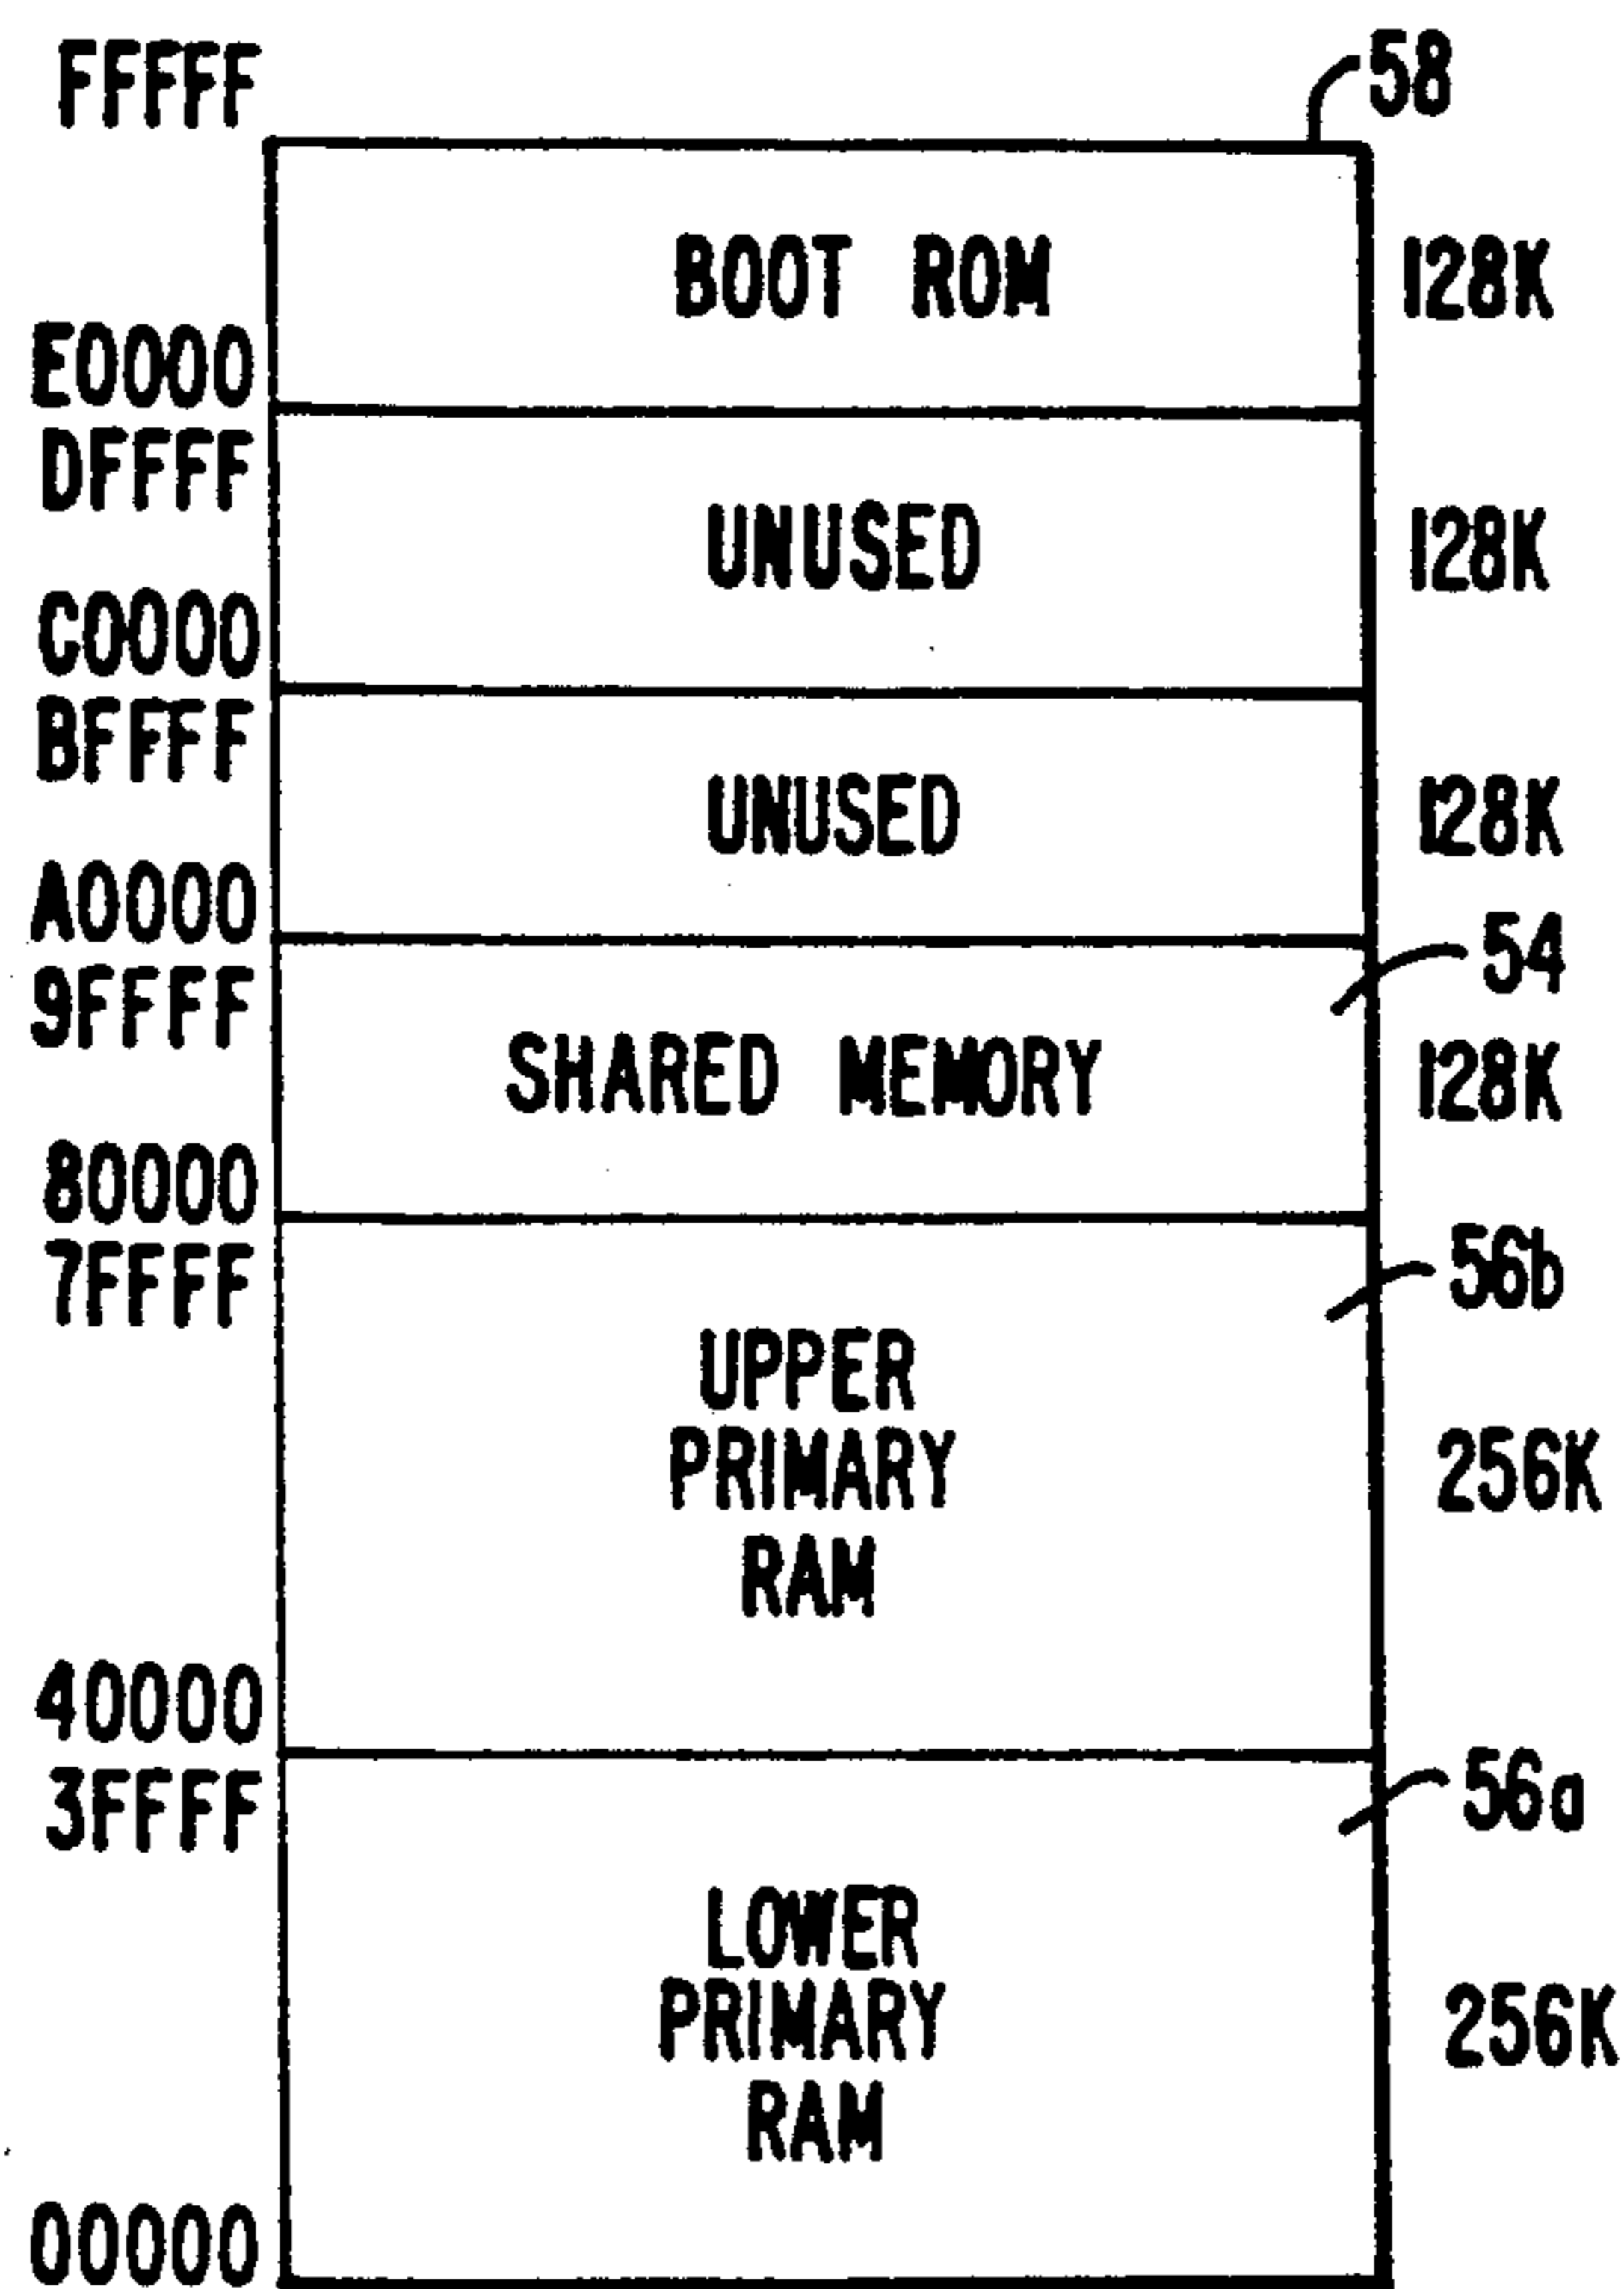 FFFFF
58
BOOT ROM
128K
E0000
DFFFF
UNUSED
128K
C0000
BFFFF
UNUSED
128K
A0000
54
9FFFF
SHARED MEMORY
128K
80000
7FFFF
56b
UPPER
PRIMARY
RAM
256K
40000
3FFFF
56a
LOWER
PRIMARY
RAM
256K
00000